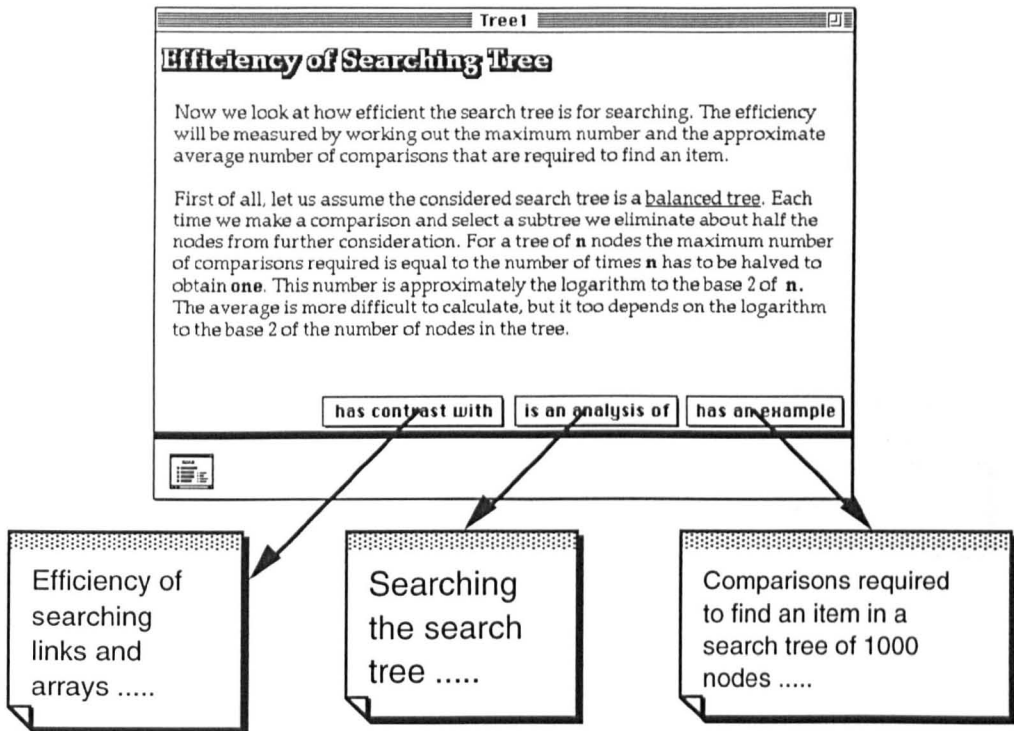 Tree1
Efficiency of Searching Tree
Now we look at how efficient the search tree is for searching. The efficiency
will be measured by working out the maximum number and the approximate
average number of comparisons that are required to find an item.
First of all, let us assume the considered search tree is a balanced tree. Each
time we make a comparison and select a subtree we eliminate about half the
nodes from further consideration. For a tree of n nodes the maximum number
of comparisons required is equal to the number of times n has to be halved to
obtain one. This number is approximately the logarithm to the base 2 of n.
The average is more difficult to calculate, but it too depends on the logarithm
to the base 2 of the number of nodes in the tree.
has contrast with
is an analysis of
has an example
Efficiency of
searching
links and
arrays .....
Searching
the search
tree .....
Comparisons required
to find an item in a
search tree of 1000
nodes .....